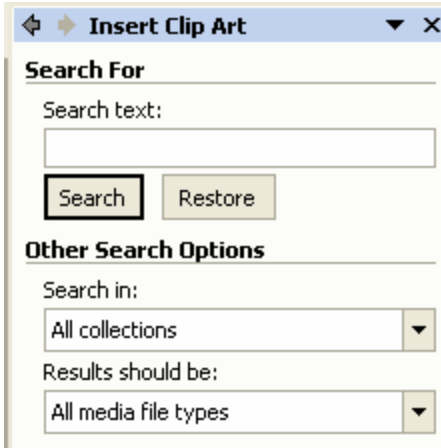 Insert Clip Art
Search For
Search text:
Search Restore
Other Search Options
Search in:
All collections
Results should be:
All media file types